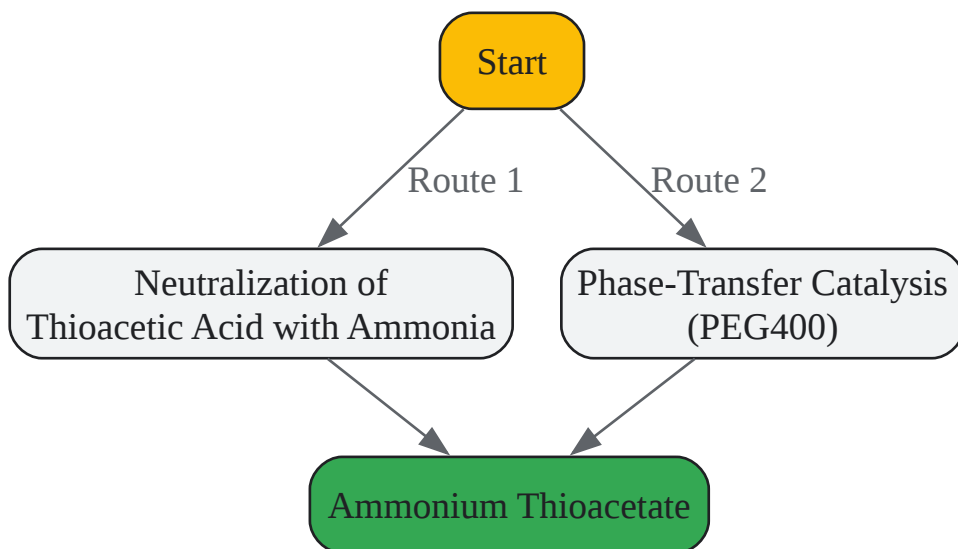 Start
Route 1
Route 2
Neutralization of
Thioacetic Acid with Ammonia
Phase-Transfer Catalysis
(PEG400)
Ammonium Thioacetate